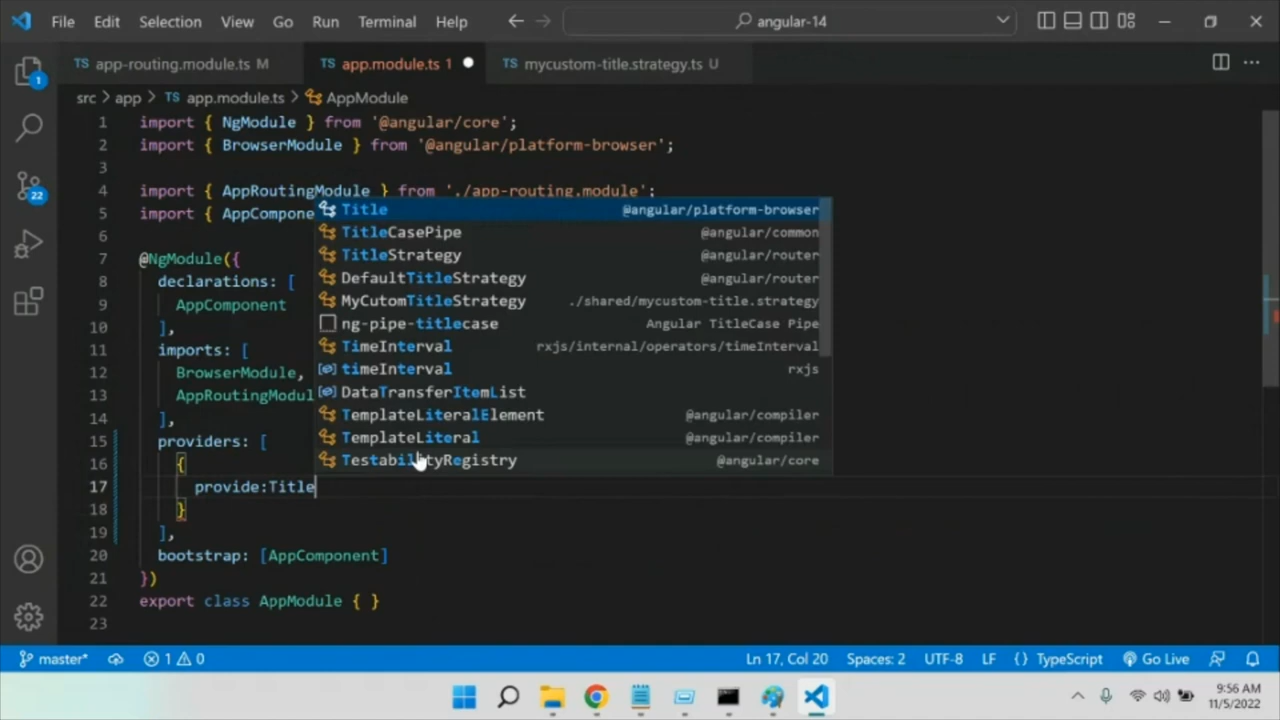 File Edit Selection View Go Run Terminal Help angular-14
TS app-routing.module.ts M TS app.module.ts 1 TS mycustom-title.strategy.ts U
src > app > TS app.module.ts > AppModule
1 import { NgModule } from '@angular/core';
2 import { BrowserModule } from '@angular/platform-browser';
3
4 import { AppRoutingModule } from './app-routing.module';
5 import { AppCompone
6
7 @NgModule({
8 declarations: [
9 AppComponent
10 ],
11 imports: [
12 BrowserModule,
13 AppRoutingModul
14 ],
15 providers: [
16 {
17 provide:Title
18 }
19 ],
20 bootstrap: [AppComponent]
21 })
22 export class AppModule { }
23
Title @angular/platform-browser
TitleCasePipe @angular/common
TitleStrategy @angular/router
DefaultTitleStrategy @angular/router
MyCutomTitleStrategy ./shared/mycustom-title.strategy
ng-pipe-titlecase Angular TitleCase Pipe
TimeInterval rxjs/internal/operators/timeInterval
timeInterval rxjs
DataTransferItemList
TemplateLiteralElement @angular/compiler
TemplateLiteral @angular/compiler
TestabilityRegistry @angular/core
1
22
master* 1 0 Ln 17, Col 20 Spaces: 2 UTF-8 LF {} TypeScript Go Live
9:56 AM
11/5/2022